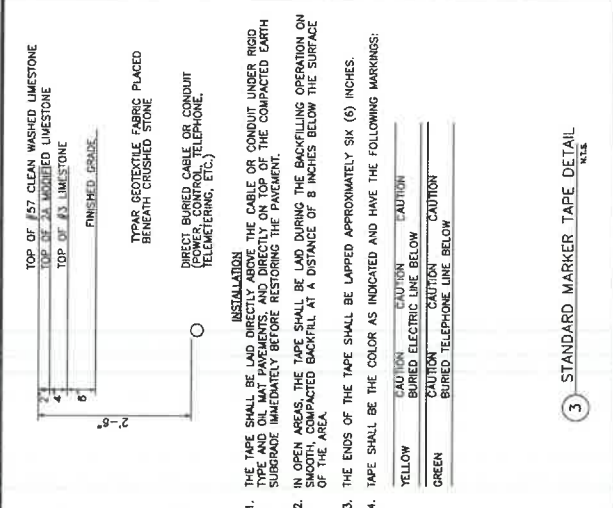 TOP OF #57 CLEAN WASHED LIMESTONE
TOP OF 2A MODIFIED LIMESTONE
TOP OF #3 LIMESTONE
FINISHED GRADE
2"
4
6
2'-6"
TYPAR GEOTEXTILE FABRIC PLACED
BENEATH CRUSHED STONE
DIRECT BURIED CABLE OR CONDUIT
(POWER, CONTROL, TELEPHONE,
TELEMETERING, ETC.)
INSTALLATION
1. THE TAPE SHALL BE LAID DIRECTLY ABOVE THE CABLE OR CONDUIT UNDER RIGID
TYPE AND OIL MAT PAVEMENTS, AND DIRECTLY ON TOP OF THE COMPACTED EARTH
SUBGRADE IMMEDIATELY BEFORE RESTORING THE PAVEMENT.
2. IN OPEN AREAS, THE TAPE SHALL BE LAID DURING THE BACKFILLING OPERATION ON
SMOOTH, COMPACTED BACKFILL AT A DISTANCE OF 8 INCHES BELOW THE SURFACE
OF THE AREA.
3. THE ENDS OF THE TAPE SHALL BE LAPPED APPROXIMATELY SIX (6) INCHES.
4. TAPE SHALL BE THE COLOR AS INDICATED AND HAVE THE FOLLOWING MARKINGS:
YELLOW CAUTION CAUTION CAUTION
BURIED ELECTRIC LINE BELOW
GREEN CAUTION CAUTION CAUTION
BURIED TELEPHONE LINE BELOW
3 STANDARD MARKER TAPE DETAIL
N.T.S.